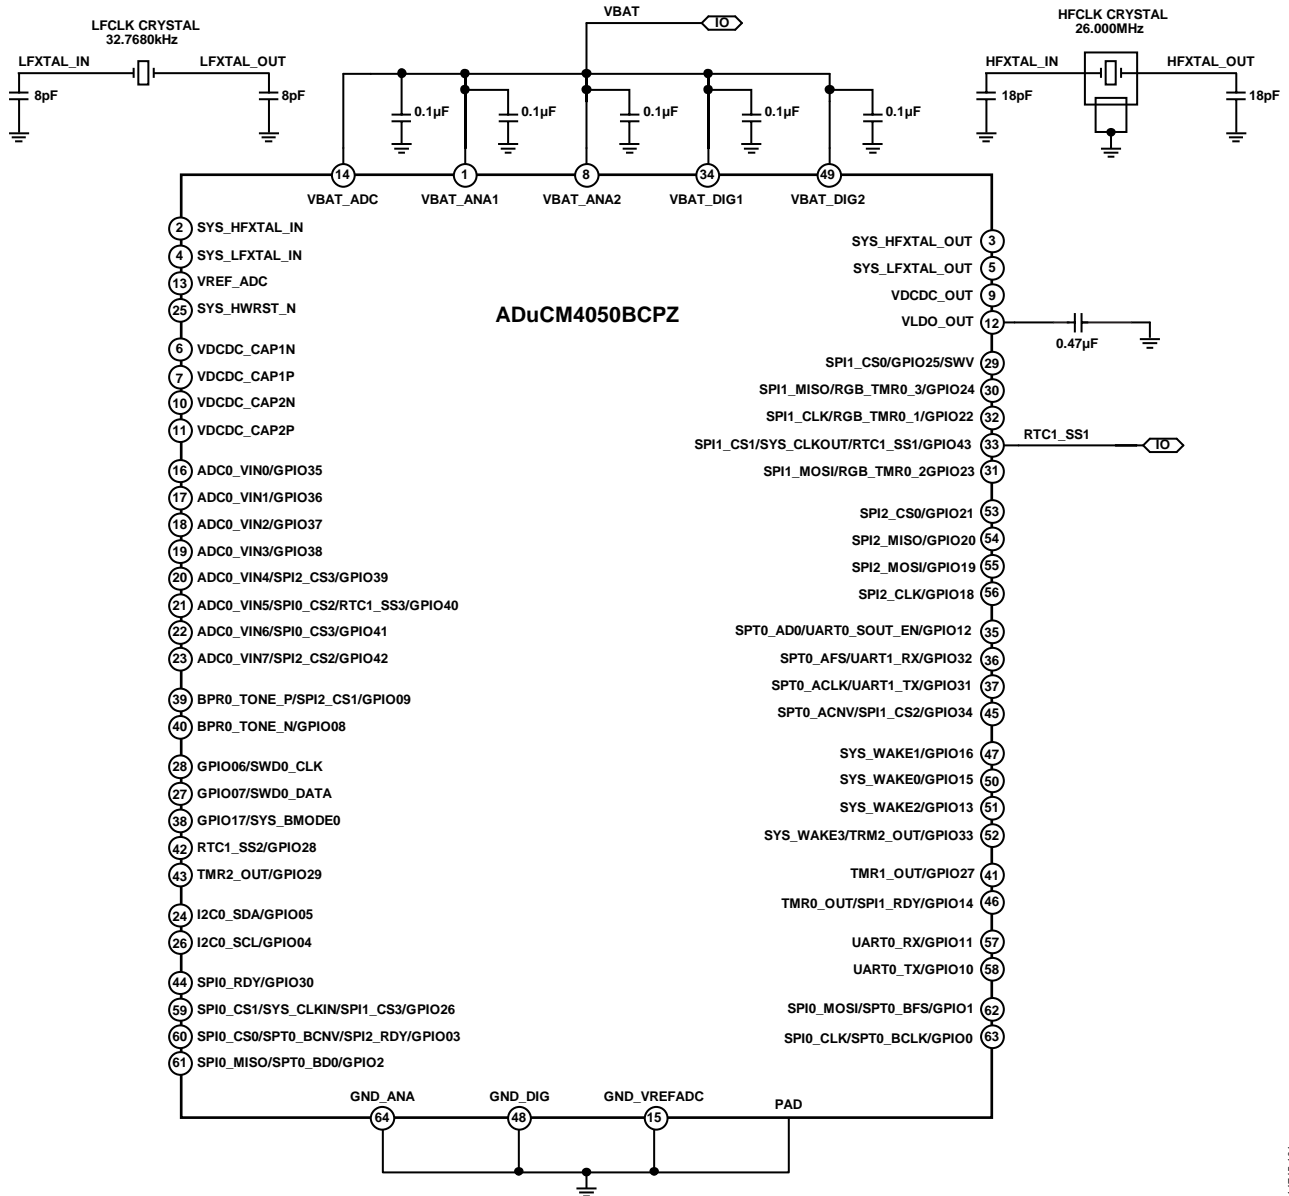 LFCLK CRYSTAL
32.7680kHz
LFXTAL_IN
LFXTAL_OUT
8pF
8pF
VBAT
IO
HFCLK CRYSTAL
26.000MHz
HFXTAL_IN
HFXTAL_OUT
18pF
18pF
0.1µF
0.1µF
0.1µF
0.1µF
0.1µF
14
1
8
34
49
VBAT_ADC
VBAT_ANA1
VBAT_ANA2
VBAT_DIG1
VBAT_DIG2
ADuCM4050BCPZ
2 SYS_HFXTAL_IN
4 SYS_LFXTAL_IN
13 VREF_ADC
25 SYS_HWRST_N
6 VDCDC_CAP1N
7 VDCDC_CAP1P
10 VDCDC_CAP2N
11 VDCDC_CAP2P
16 ADC0_VIN0/GPIO35
17 ADC0_VIN1/GPIO36
18 ADC0_VIN2/GPIO37
19 ADC0_VIN3/GPIO38
20 ADC0_VIN4/SPI2_CS3/GPIO39
21 ADC0_VIN5/SPI0_CS2/RTC1_SS3/GPIO40
22 ADC0_VIN6/SPI0_CS3/GPIO41
23 ADC0_VIN7/SPI2_CS2/GPIO42
39 BPR0_TONE_P/SPI2_CS1/GPIO09
40 BPR0_TONE_N/GPIO08
28 GPIO06/SWD0_CLK
27 GPIO07/SWD0_DATA
38 GPIO17/SYS_BMODE0
42 RTC1_SS2/GPIO28
43 TMR2_OUT/GPIO29
24 I2C0_SDA/GPIO05
26 I2C0_SCL/GPIO04
44 SPI0_RDY/GPIO30
59 SPI0_CS1/SYS_CLKIN/SPI1_CS3/GPIO26
60 SPI0_CS0/SPT0_BCNV/SPI2_RDY/GPIO03
61 SPI0_MISO/SPT0_BD0/GPIO2
SYS_HFXTAL_OUT 3
SYS_LFXTAL_OUT 5
VDCDC_OUT 9
VLDO_OUT 12
0.47µF
SPI1_CS0/GPIO25/SWV 29
SPI1_MISO/RGB_TMR0_3/GPIO24 30
SPI1_CLK/RGB_TMR0_1/GPIO22 32
SPI1_CS1/SYS_CLKOUT/RTC1_SS1/GPIO43 33
RTC1_SS1
IO
SPI1_MOSI/RGB_TMR0_2GPIO23 31
SPI2_CS0/GPIO21 53
SPI2_MISO/GPIO20 54
SPI2_MOSI/GPIO19 55
SPI2_CLK/GPIO18 56
SPT0_AD0/UART0_SOUT_EN/GPIO12 35
SPT0_AFS/UART1_RX/GPIO32 36
SPT0_ACLK/UART1_TX/GPIO31 37
SPT0_ACNV/SPI1_CS2/GPIO34 45
SYS_WAKE1/GPIO16 47
SYS_WAKE0/GPIO15 50
SYS_WAKE2/GPIO13 51
SYS_WAKE3/TRM2_OUT/GPIO33 52
TMR1_OUT/GPIO27 41
TMR0_OUT/SPI1_RDY/GPIO14 46
UART0_RX/GPIO11 57
UART0_TX/GPIO10 58
SPI0_MOSI/SPT0_BFS/GPIO1 62
SPI0_CLK/SPT0_BCLK/GPIO0 63
GND_ANA
GND_DIG
GND_VREFADC
PAD
64
48
15